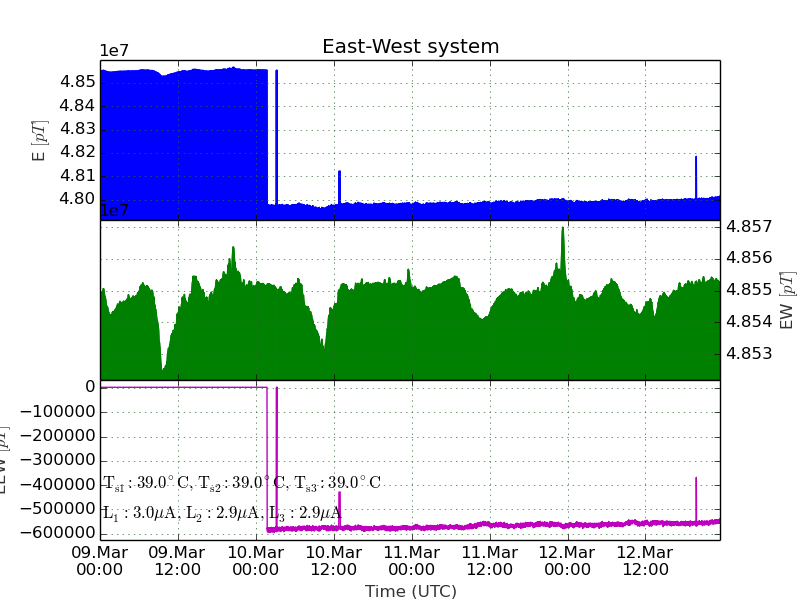 East-West system
1e7
4.85
4.84
4.83
4.82
4.81
4.80
E [pT]
1e7
4.857
4.856
4.855
4.854
4.853
EW [pT]
0
−100000
−200000
−300000
−400000
−500000
−600000
T_s1 : 39.0°C, T_s2 : 39.0°C, T_s3 : 39.0°C
L_1 : 3.0μA, L_2 : 2.9μA, L_3 : 2.9μA
09.Mar 09.Mar 10.Mar 10.Mar 11.Mar 11.Mar 12.Mar 12.Mar
00:00 12:00 00:00 12:00 00:00 12:00 00:00 12:00
Time (UTC)